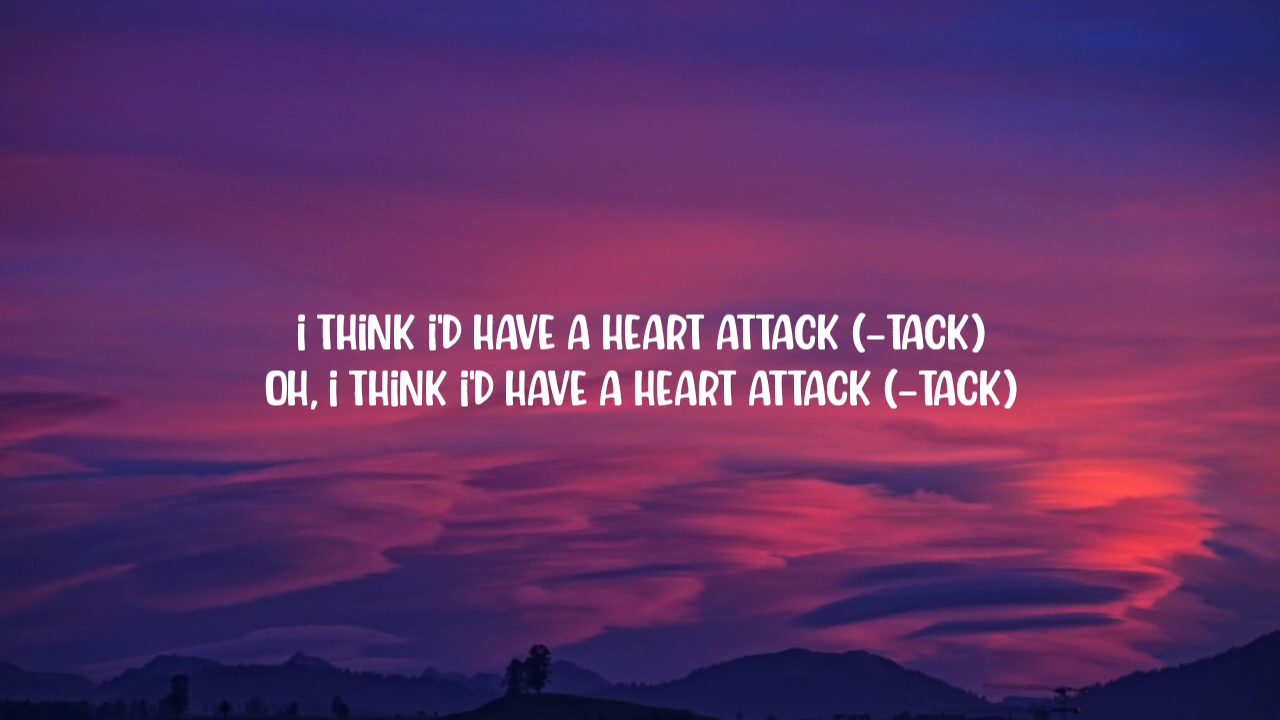 I THINK I'D HAVE A HEART ATTACK (-TACK)
OH, I THINK I'D HAVE A HEART ATTACK (-TACK)